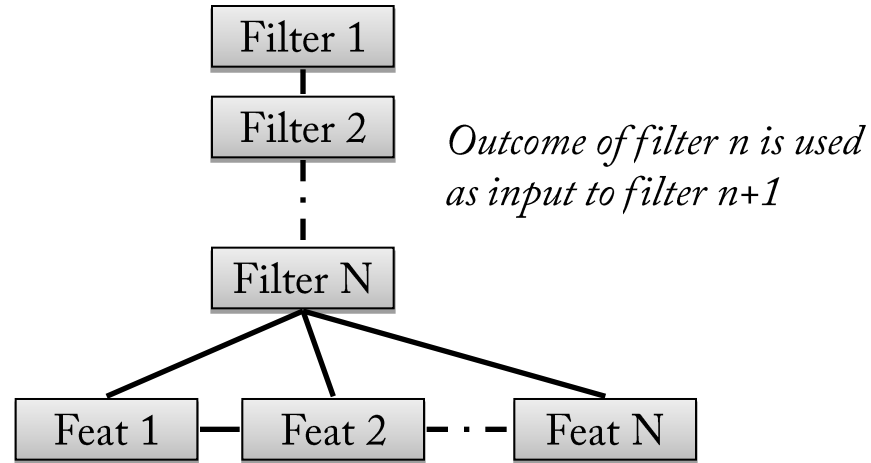 Filter 1
Filter 2
Outcome of filter n is used
as input to filter n+1
Filter N
Feat 1
Feat 2
Feat N